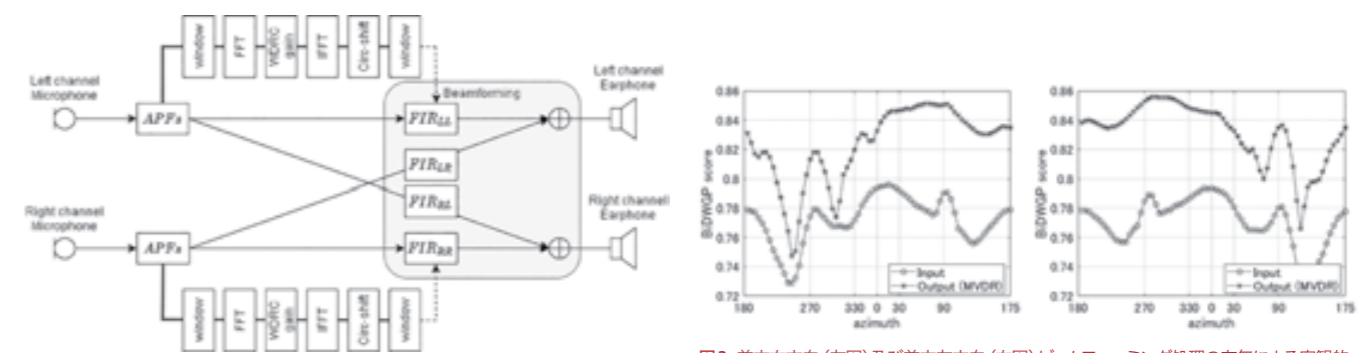 window
FFT
WDRC gain
IFFT
Circ-shift
window
Left channel
Microphone
APFs
Beamforming
FIR_LL
FIR_LR
FIR_RL
FIR_RR
Left channel
Earphone
Right channel
Microphone
APFs
Right channel
Earphone
window
FFT
WDRC gain
IFFT
Circ-shift
window
BiDWGP score
0.86
0.84
0.82
0.8
0.78
0.76
0.74
0.72
Input
Output (MVDR)
180 270 330 0 30 90 175
azimuth
BiDWGP score
0.86
0.84
0.82
0.8
0.78
0.76
0.74
0.72
Input
Output (MVDR)
180 270 330 0 30 90 175
azimuth